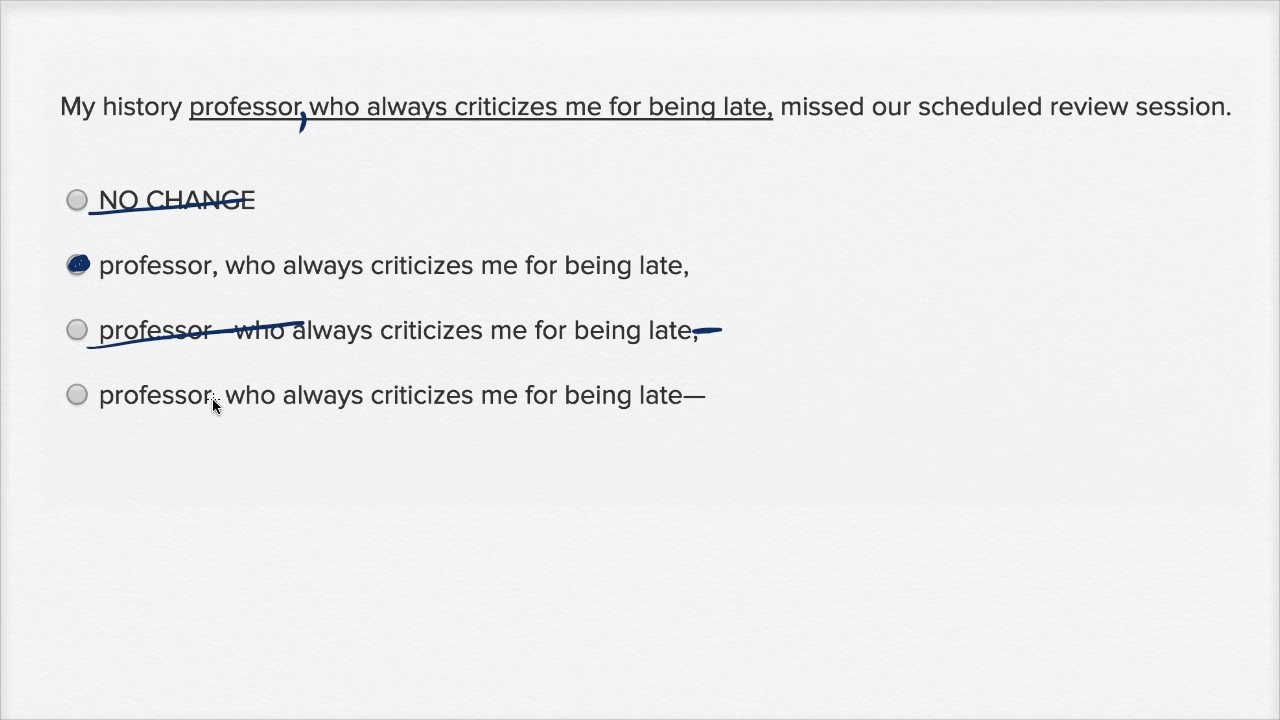 My history professor, who always criticizes me for being late, missed our scheduled review session.
NO CHANGE
professor, who always criticizes me for being late,
professor—who always criticizes me for being late,—
professor, who always criticizes me for being late—